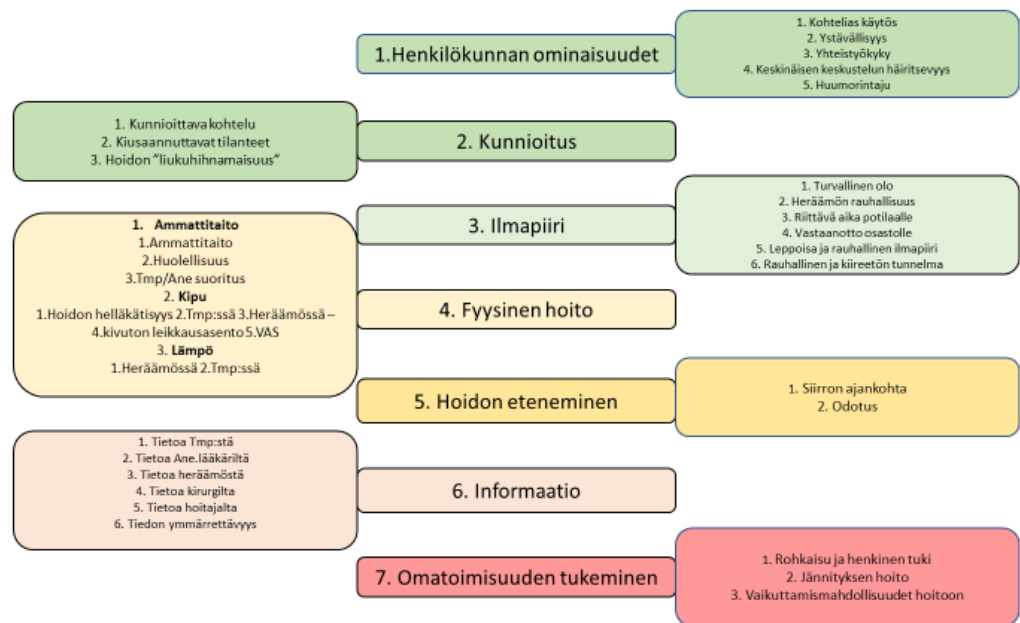 1.Henkilökunnan ominaisuudet
1. Kohtelias käytös
2. Ystävällisyys
3. Yhteistyökyky
4. Keskinäisen keskustelun häiritsevyys
5. Huumorintaju
2. Kunnioitus
1. Kunnioittava kohtelu
2. Kiusaannuttavat tilanteet
3. Hoidon ”liukuhihnamaisuus”
3. Ilmapiiri
1. Turvallinen olo
2. Heräämön rauhallisuus
3. Riittävä aika potilaalle
4. Vastaanotto osastolle
5. Leppoisa ja rauhallinen ilmapiiri
6. Rauhallinen ja kiireetön tunnelma
4. Fyysinen hoito
1. Ammattitaito
1.Ammattitaito
2.Huolellisuus
3.Tmp/Ane suoritus
2. Kipu
1.Hoidon helläkätisyys 2.Tmp:ssä 3.Heräämössä –
4.kivuton leikkausasento 5.VAS
3. Lämpö
1.Heräämössä 2.Tmp:ssä
5. Hoidon eteneminen
1. Siirron ajankohta
2. Odotus
6. Informaatio
1. Tietoa Tmp:stä
2. Tietoa Ane.lääkäriltä
3. Tietoa heräämöstä
4. Tietoa kirurgilta
5. Tietoa hoitajalta
6. Tiedon ymmärrettävyys
7. Omatoimisuuden tukeminen
1. Rohkaisu ja henkinen tuki
2. Jännityksen hoito
3. Vaikuttamismahdollisuudet hoitoon